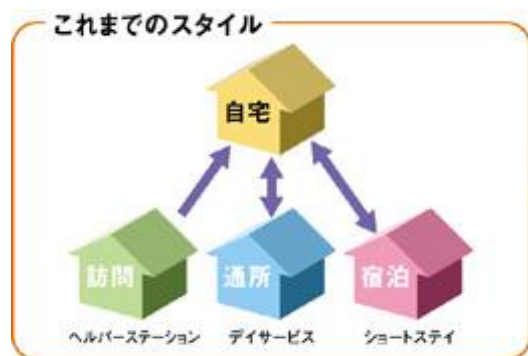 これまでのスタイル
自宅
訪問
通所
宿泊
ヘルパーステーション
デイサービス
ショートステイ